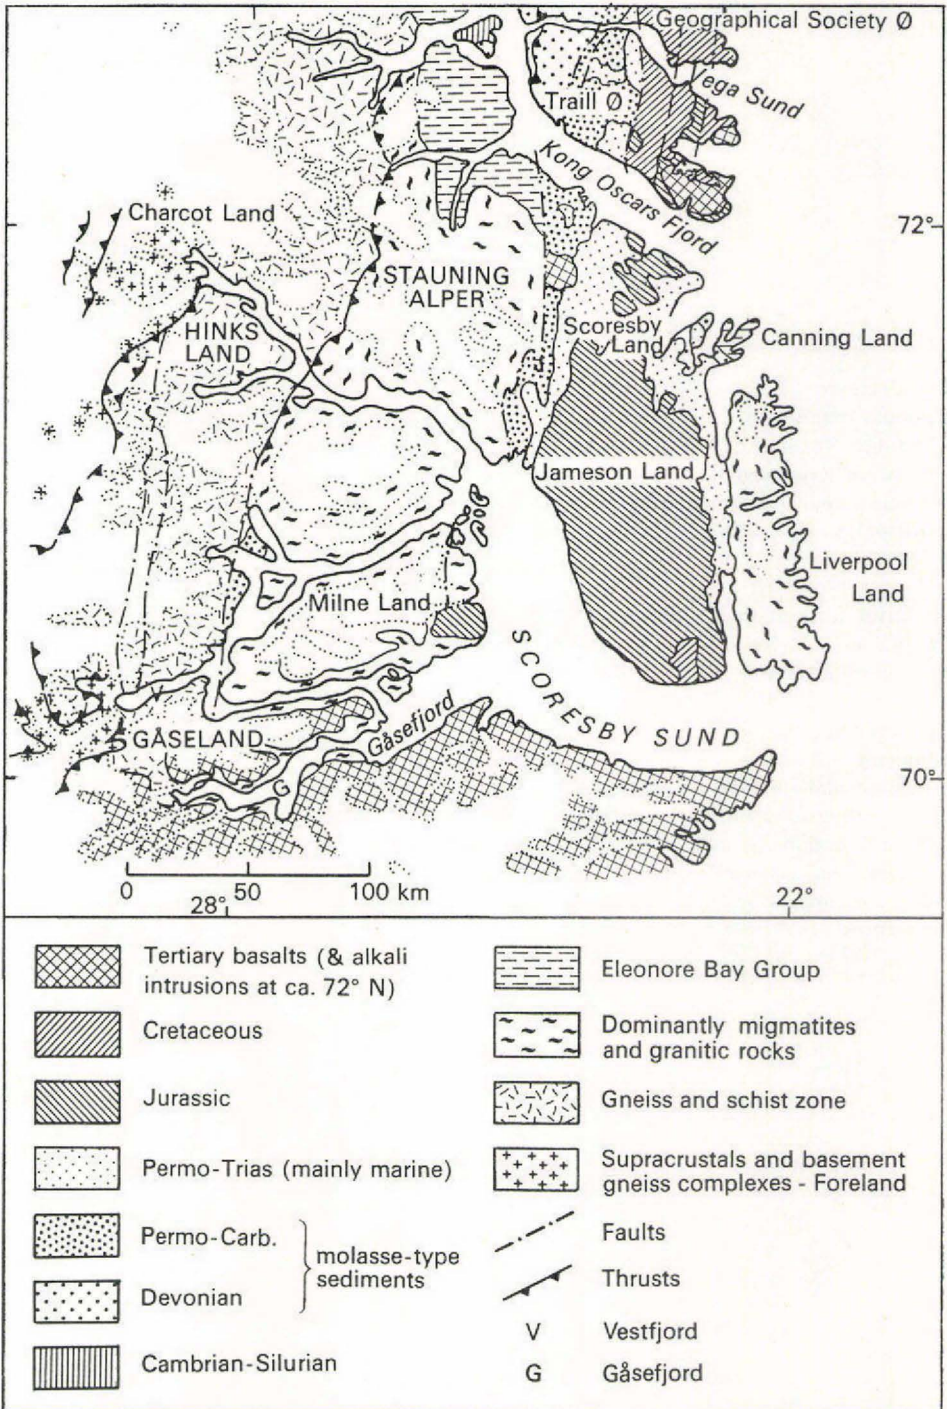 Geographical Society Ø
ega Sund
Traill Ø
Kong Oscars Fjord
Charcot Land
72°
STAUNING
ALPER
HINKS
LAND
Scoresby
Land
Canning Land
Jameson Land
Liverpool
Land
Milne Land
SCORESBY SUND
V
GÅSELAND
Gåsefjord
G
70°
0 50 100 km
28° 22°
Tertiary basalts (& alkali
intrusions at ca. 72° N)
Cretaceous
Jurassic
Permo-Trias (mainly marine)
Permo-Carb.
Devonian
molasse-type
sediments
Cambrian-Silurian
Eleonore Bay Group
Dominantly migmatites
and granitic rocks
Gneiss and schist zone
Supracrustals and basement
gneiss complexes - Foreland
Faults
Thrusts
V Vestfjord
G Gåsefjord